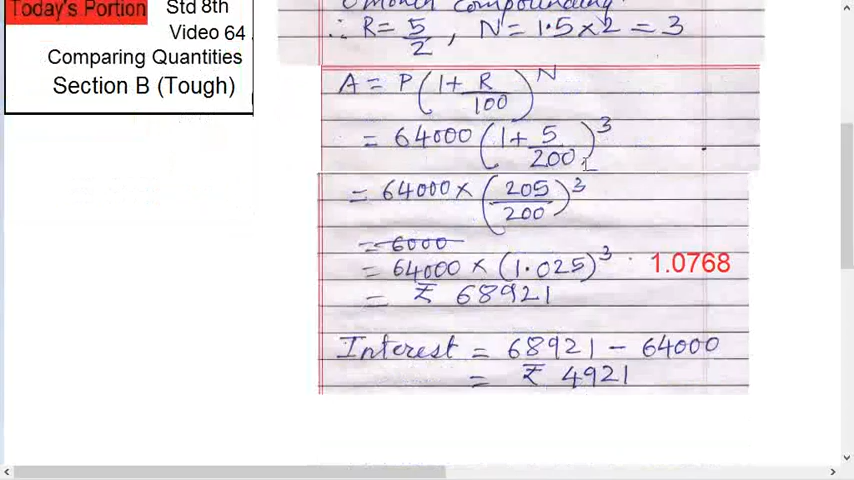 Today's Portion
Std 8th
Video 64
Comparing Quantities
Section B (Tough)
month compounding
∴ R = 5/2 , N = 1.5 × 2 = 3
A = P(1 + R/100)^N
= 64000 (1 + 5/200)^3
= 64000 × (205/200)^3
= 6000
= 64000 × (1.025)^3 1.0768
= ₹ 68921
Interest = 68921 - 64000
= ₹ 4921